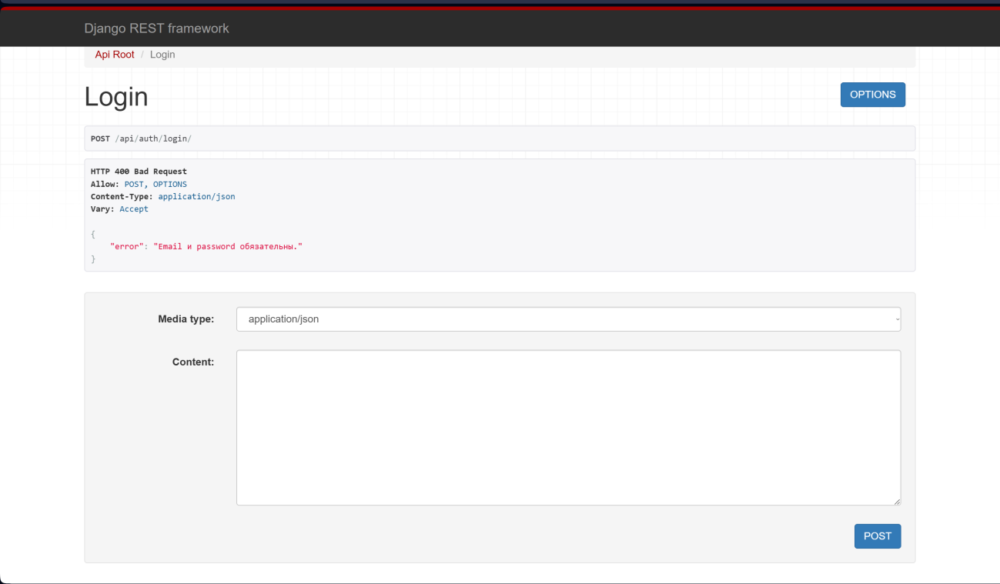 Django REST framework
Api Root / Login
Login
OPTIONS
POST /api/auth/login/
HTTP 400 Bad Request
Allow: POST, OPTIONS
Content-Type: application/json
Vary: Accept
{
"error": "Email и password обязательны."
}
Media type:
application/json
Content:
POST